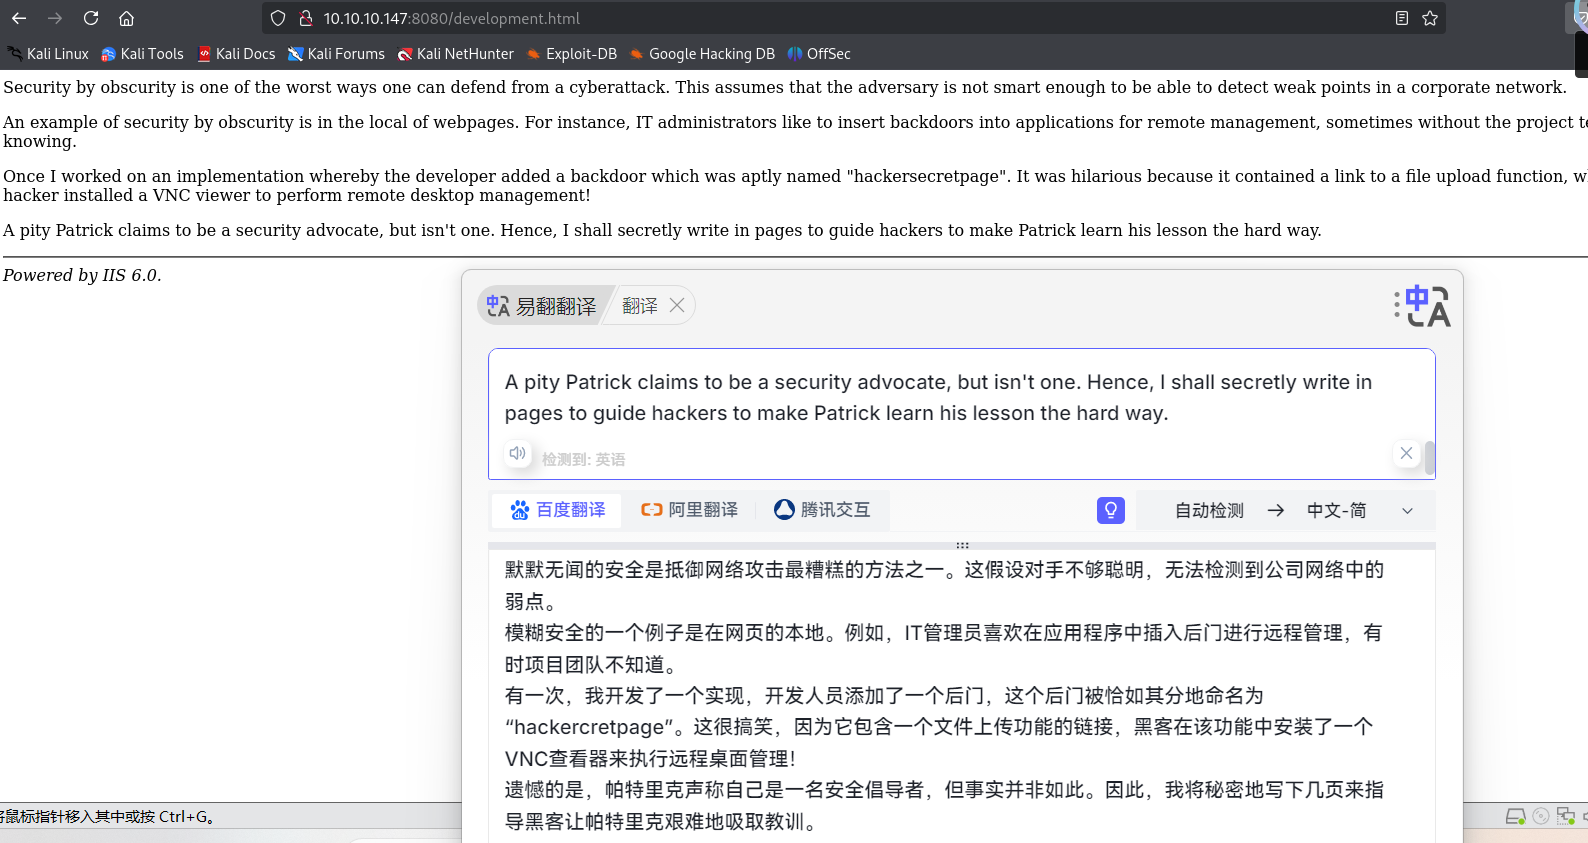 10.10.10.147:8080/development.html
Kali Linux Kali Tools Kali Docs Kali Forums Kali NetHunter Exploit-DB Google Hacking DB OffSec
Security by obscurity is one of the worst ways one can defend from a cyberattack. This assumes that the adversary is not smart enough to be able to detect weak points in a corporate network.
An example of security by obscurity is in the local of webpages. For instance, IT administrators like to insert backdoors into applications for remote management, sometimes without the project
knowing.
Once I worked on an implementation whereby the developer added a backdoor which was aptly named "hackersecretpage". It was hilarious because it contained a link to a file upload function,
hacker installed a VNC viewer to perform remote desktop management!
A pity Patrick claims to be a security advocate, but isn't one. Hence, I shall secretly write in pages to guide hackers to make Patrick learn his lesson the hard way.
Powered by IIS 6.0.
易翻翻译 翻译
A pity Patrick claims to be a security advocate, but isn't one. Hence, I shall secretly write in
pages to guide hackers to make Patrick learn his lesson the hard way.
检测到: 英语
百度翻译 阿里翻译 腾讯交互 自动检测 → 中文-简
默默无闻的安全是抵御网络攻击最糟糕的方法之一。这假设对手不够聪明，无法检测到公司网络中的
弱点。
模糊安全的一个例子是在网页的本地。例如，IT管理员喜欢在应用程序中插入后门进行远程管理，有
时项目团队不知道。
有一次，我开发了一个实现，开发人员添加了一个后门，这个后门被恰如其分地命名为
“hackercretpage”。这很搞笑，因为它包含一个文件上传功能的链接，黑客在该功能中安装了一个
VNC查看器来执行远程桌面管理！
遗憾的是，帕特里克声称自己是一名安全倡导者，但事实并非如此。因此，我将秘密地写下几页来指
导黑客让帕特里克艰难地吸取教训。
鼠标指针移入其中或按 Ctrl+G。